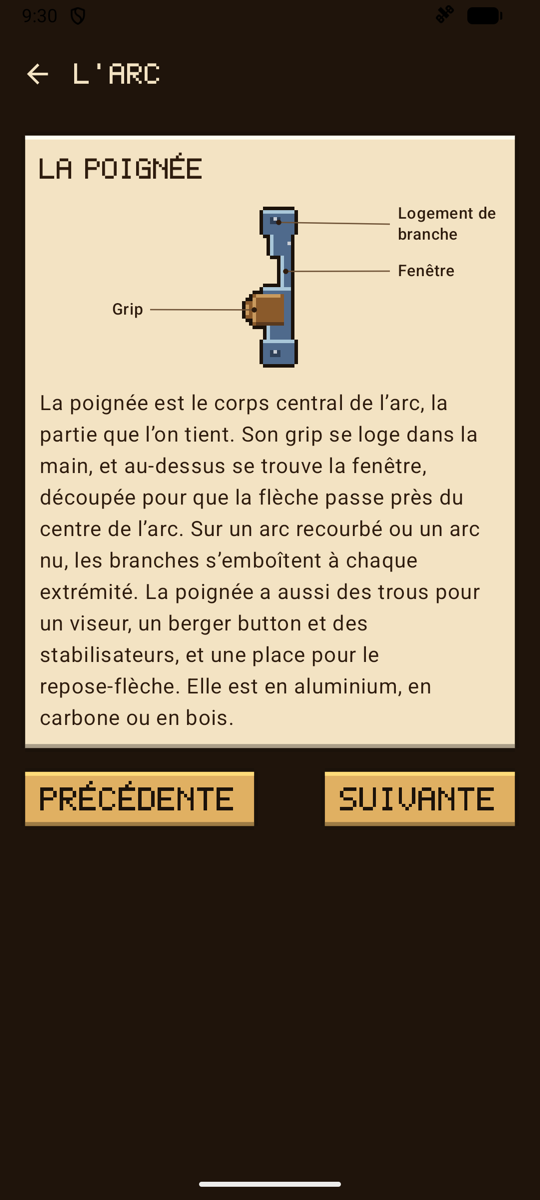 9:30
L'ARC
LA POIGNÉE
Logement de
branche
Fenêtre
Grip
La poignée est le corps central de l’arc, la
partie que l’on tient. Son grip se loge dans la
main, et au-dessus se trouve la fenêtre,
découpée pour que la flèche passe près du
centre de l’arc. Sur un arc recourbé ou un arc
nu, les branches s’emboîtent à chaque
extrémité. La poignée a aussi des trous pour
un viseur, un berger button et des
stabilisateurs, et une place pour le
repose-flèche. Elle est en aluminium, en
carbone ou en bois.
PRÉCÉDENTE
SUIVANTE